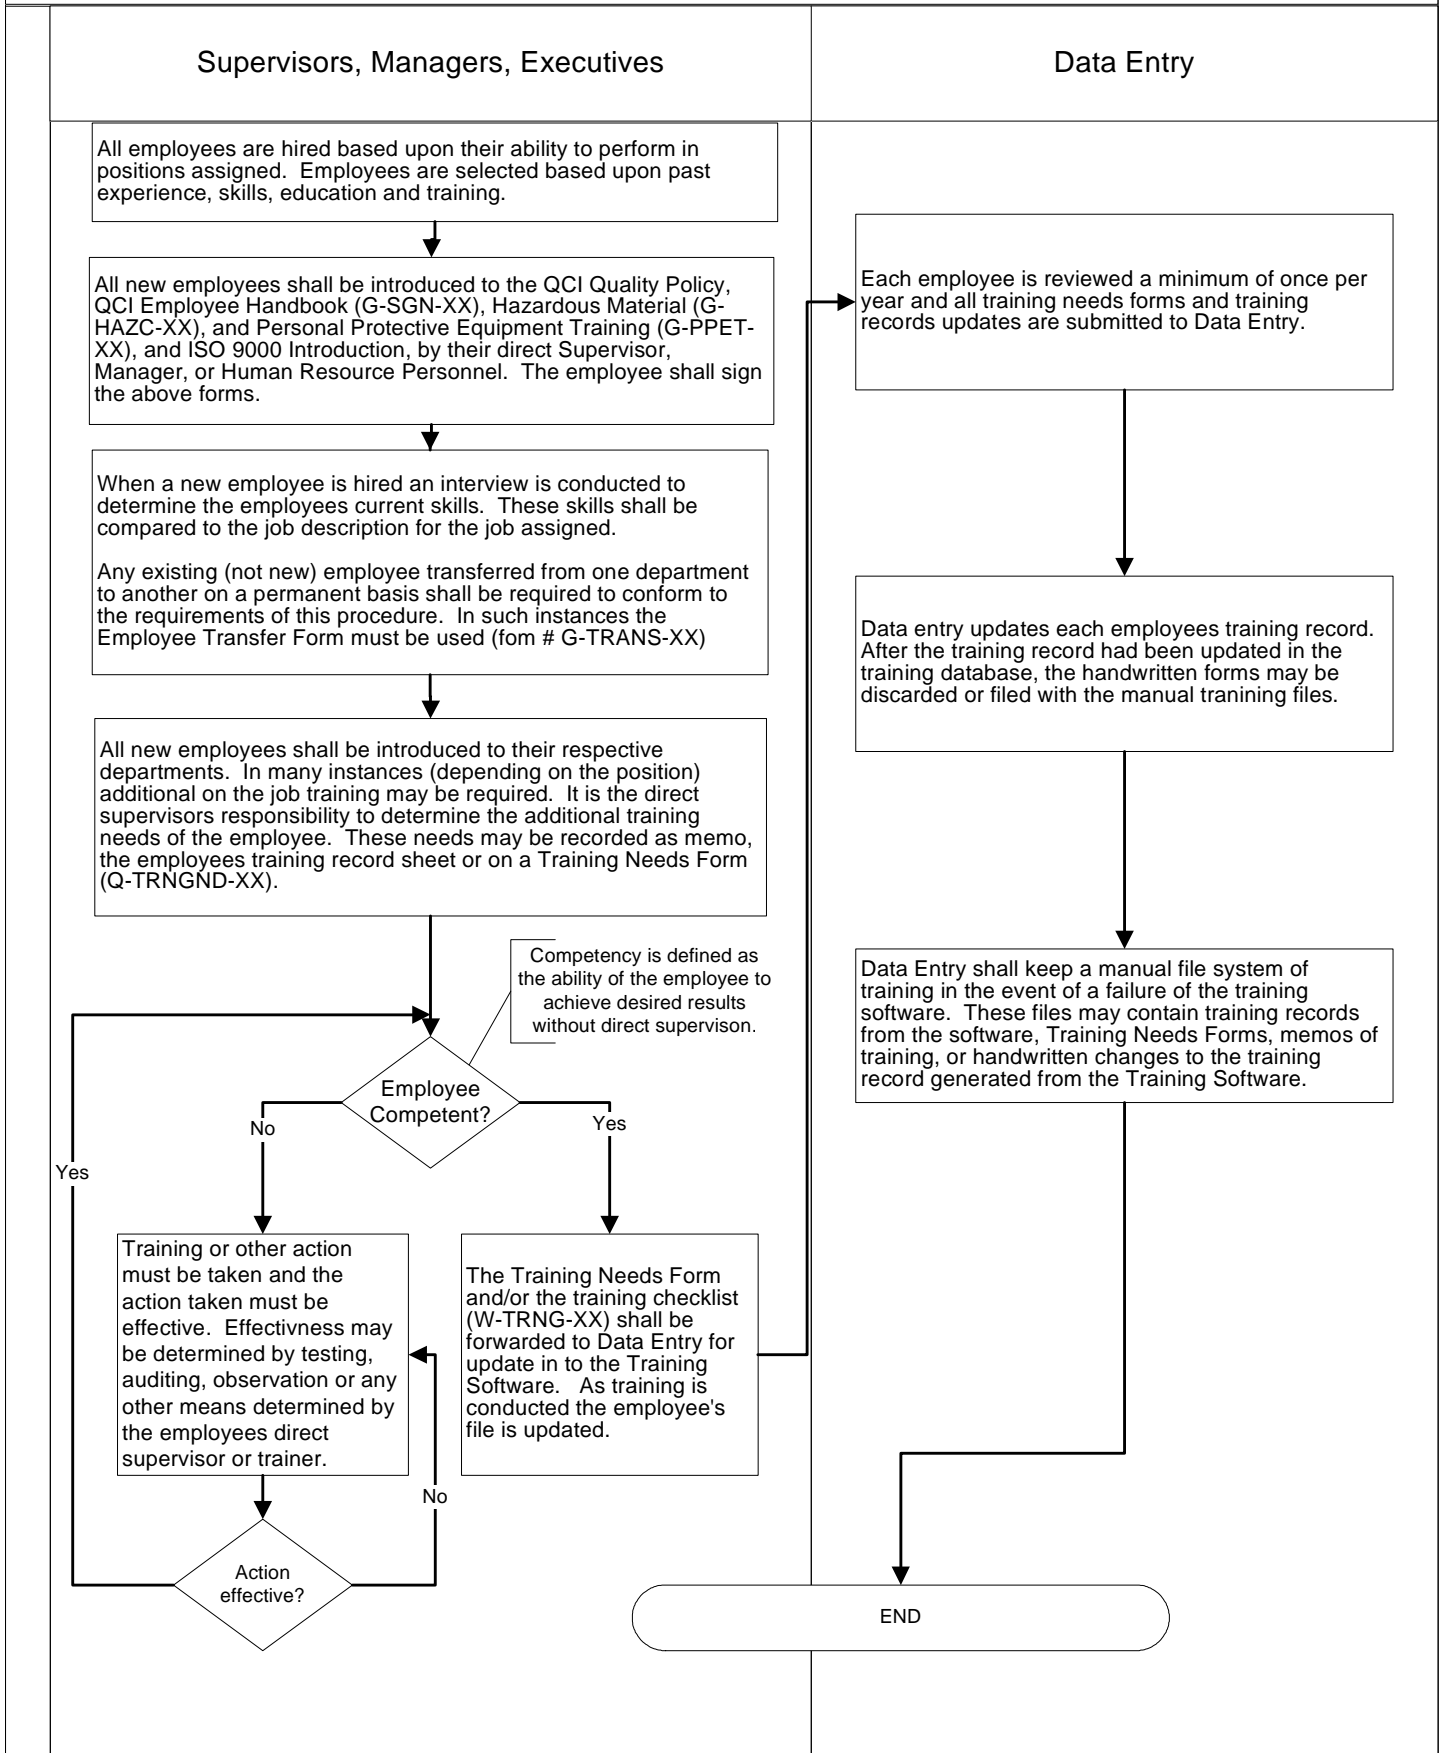 Supervisors, Managers, Executives
Data Entry
All employees are hired based upon their ability to perform in
positions assigned.  Employees are selected based upon past
experience, skills, education and training.
All new employees shall be introduced to the QCI Quality Policy,
QCI Employee Handbook (G-SGN-XX), Hazardous Material (G-
HAZC-XX), and Personal Protective Equipment Training (G-PPET-
XX), and ISO 9000 Introduction, by their direct Supervisor,
Manager, or Human Resource Personnel.  The employee shall sign
the above forms.
When a new employee is hired an interview is conducted to
determine the employees current skills.  These skills shall be
compared to the job description for the job assigned.
Any existing (not new) employee transferred from one department
to another on a permanent basis shall be required to conform to
the requirements of this procedure.  In such instances the
Employee Transfer Form must be used (fom # G-TRANS-XX)
All new employees shall be introduced to their respective
departments.  In many instances (depending on the position)
additional on the job training may be required.  It is the direct
supervisors responsibility to determine the additional training
needs of the employee.  These needs may be recorded as memo,
the employees training record sheet or on a Training Needs Form
(Q-TRNGND-XX).
Competency is defined as
the ability of the employee to
achieve desired results
without direct supervison.
Employee
Competent?
No
Yes
Yes
Training or other action
must be taken and the
action taken must be
effective.  Effectivness may
be determined by testing,
auditing, observation or any
other means determined by
the employees direct
supervisor or trainer.
The Training Needs Form
and/or the training checklist
(W-TRNG-XX) shall be
forwarded to Data Entry for
update in to the Training
Software.   As training is
conducted the employee's
file is updated.
No
Action
effective?
Each employee is reviewed a minimum of once per
year and all training needs forms and training
records updates are submitted to Data Entry.
Data entry updates each employees training record.
After the training record had been updated in the
training database, the handwritten forms may be
discarded or filed with the manual tranining files.
Data Entry shall keep a manual file system of
training in the event of a failure of the training
software.  These files may contain training records
from the software, Training Needs Forms, memos of
training, or handwritten changes to the training
record generated from the Training Software.
END